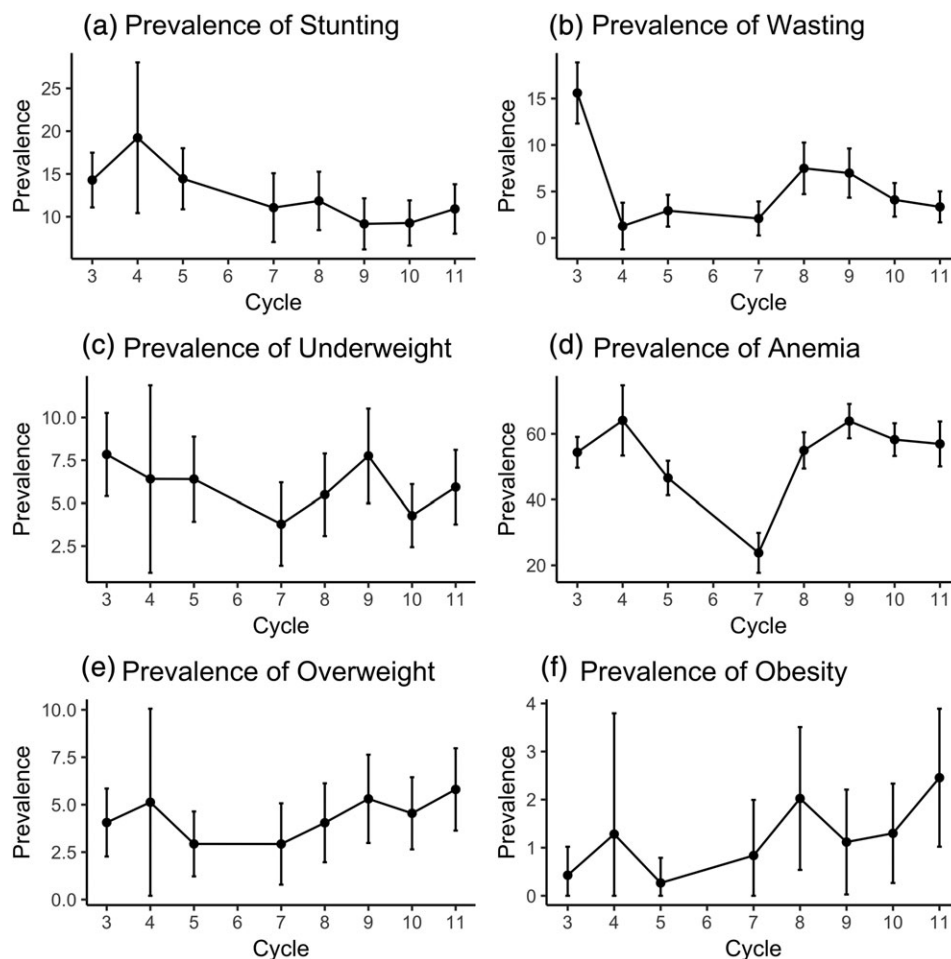 (a) Prevalence of Stunting
Prevalence
25
20
15
10
3 4 5 6 7 8 9 10 11
Cycle
(b) Prevalence of Wasting
Prevalence
15
10
5
0
3 4 5 6 7 8 9 10 11
Cycle
(c) Prevalence of Underweight
Prevalence
10.0
7.5
5.0
2.5
3 4 5 6 7 8 9 10 11
Cycle
(d) Prevalence of Anemia
Prevalence
60
40
20
3 4 5 6 7 8 9 10 11
Cycle
(e) Prevalence of Overweight
Prevalence
10.0
7.5
5.0
2.5
0.0
3 4 5 6 7 8 9 10 11
Cycle
(f) Prevalence of Obesity
Prevalence
4
3
2
1
0
3 4 5 6 7 8 9 10 11
Cycle